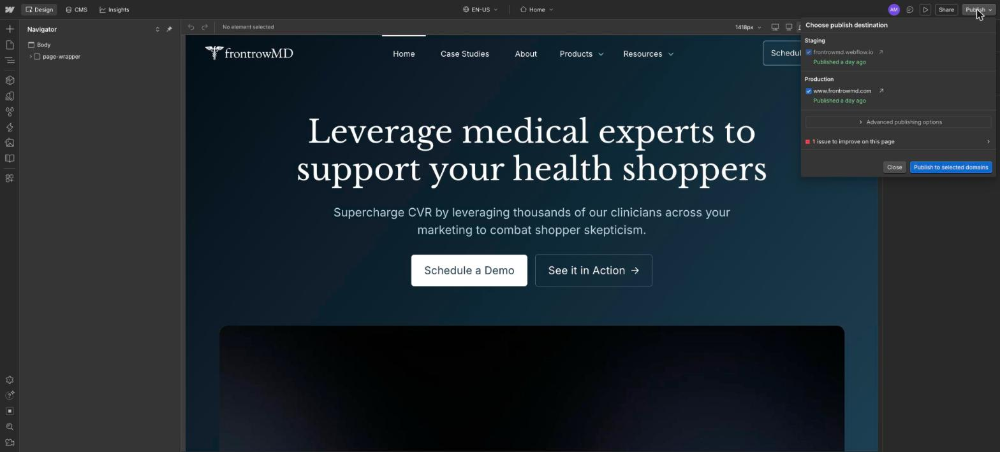 Design
CMS
Insights
EN-US
Home
AM
Share
Publish
Navigator
No element selected
1418px
Body
page-wrapper
frontrowMD
Home
Case Studies
About
Products
Resources
Schedul
Leverage medical experts to
support your health shoppers
Supercharge CVR by leveraging thousands of our clinicians across your
marketing to combat shopper skepticism.
Schedule a Demo
See it in Action →
Choose publish destination
Staging
frontrowmd.webflow.io
Published a day ago
Production
www.frontrowmd.com
Published a day ago
Advanced publishing options
1 issue to improve on this page
Close
Publish to selected domains